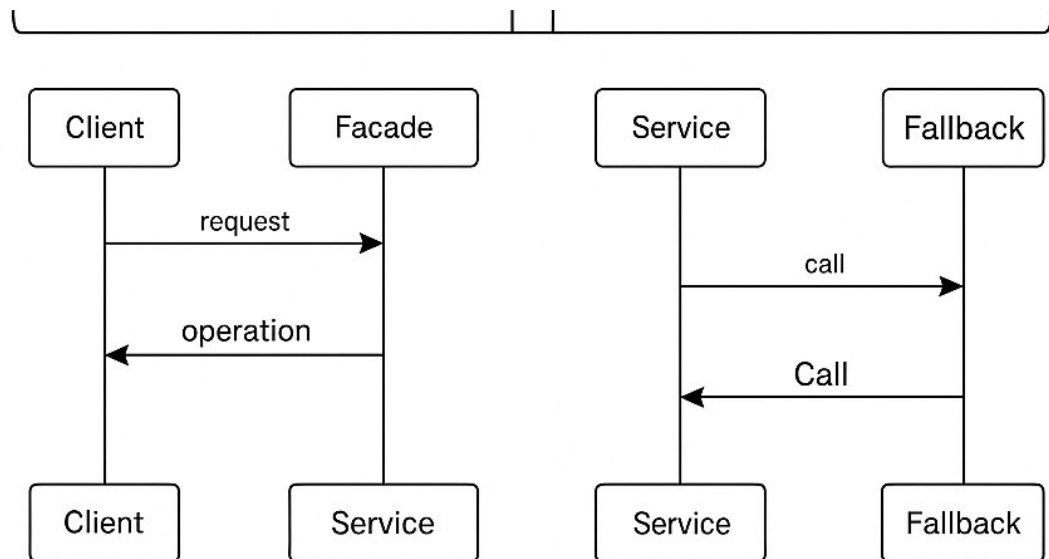 Client
Facade
Service
Fallback
request
call
operation
Call
Client
Service
Service
Fallback